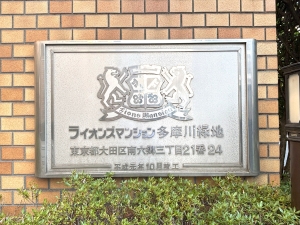 Lions Mansion
ライオンズマンション多摩川緑地
東京都大田区南六郷三丁目21番24
平成元年10月竣工